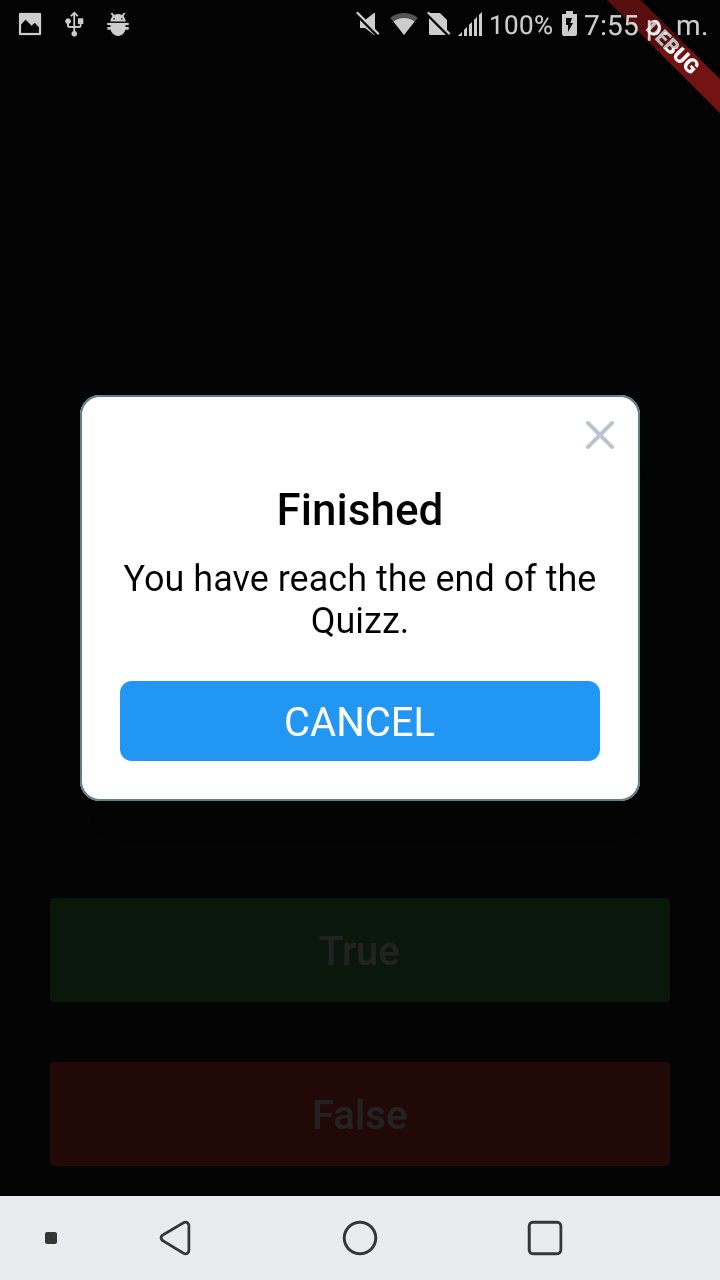 100% 7:55 p. m.
DEBUG
Finished
You have reach the end of the
Quizz.
CANCEL
True
False